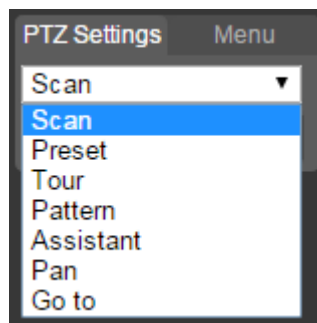 PTZ Settings Menu
Scan
Scan
Preset
Tour
Pattern
Assistant
Pan
Go to